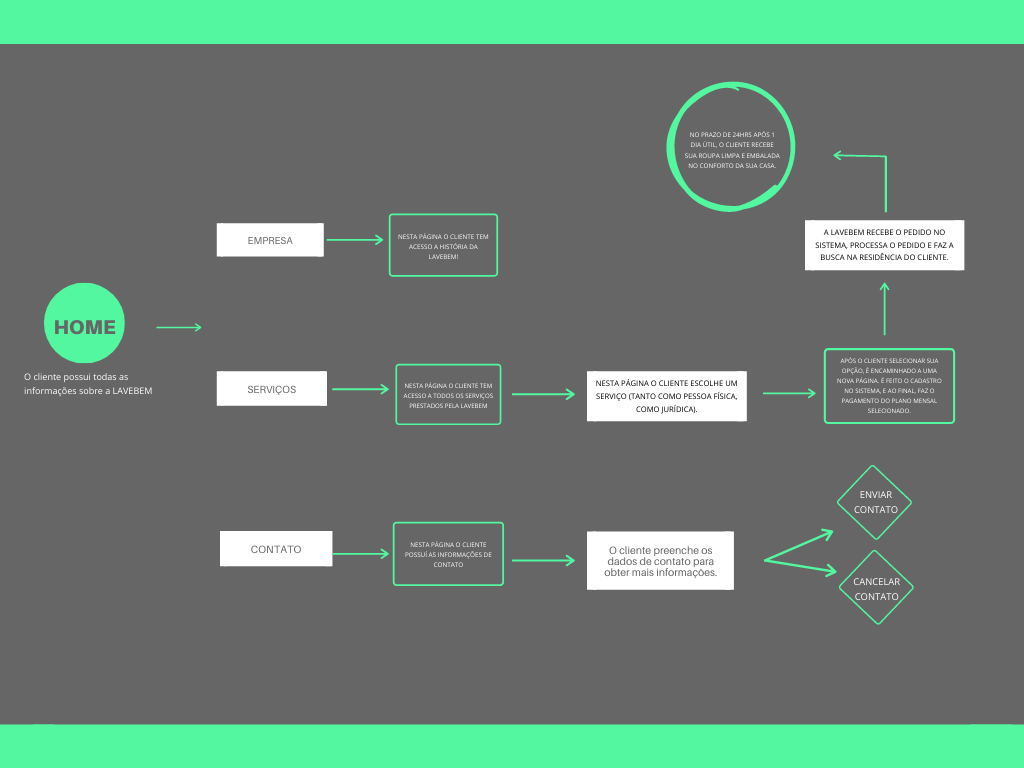 HOME
O cliente possui todas as
informações sobre a LAVEBEM
EMPRESA
NESTA PÁGINA O CLIENTE TEM
ACESSO A HISTÓRIA DA
LAVEBEM!
SERVIÇOS
NESTA PÁGINA O CLIENTE TEM
ACESSO A TODOS OS SERVIÇOS
PRESTADOS PELA LAVEBEM
NESTA PÁGINA O CLIENTE ESCOLHE UM
SERVIÇO (TANTO COMO PESSOA FÍSICA,
COMO JURÍDICA).
APÓS O CLIENTE SELECIONAR SUA
OPÇÃO, É ENCAMINHADO A UMA
NOVA PÁGINA. É FEITO O CADASTRO
NO SISTEMA, E AO FINAL, FAZ O
PAGAMENTO DO PLANO MENSAL
SELECIONADO.
A LAVEBEM RECEBE O PEDIDO NO
SISTEMA, PROCESSA O PEDIDO E FAZ A
BUSCA NA RESIDÊNCIA DO CLIENTE.
NO PRAZO DE 24HRS APÓS 1
DIA ÚTIL, O CLIENTE RECEBE
SUA ROUPA LIMPA E EMBALADA
NO CONFORTO DA SUA CASA.
CONTATO
NESTA PÁGINA O CLIENTE
POSSUÍ AS INFORMAÇÕES DE
CONTATO
O cliente preenche os
dados de contato para
obter mais informações.
ENVIAR
CONTATO
CANCELAR
CONTATO